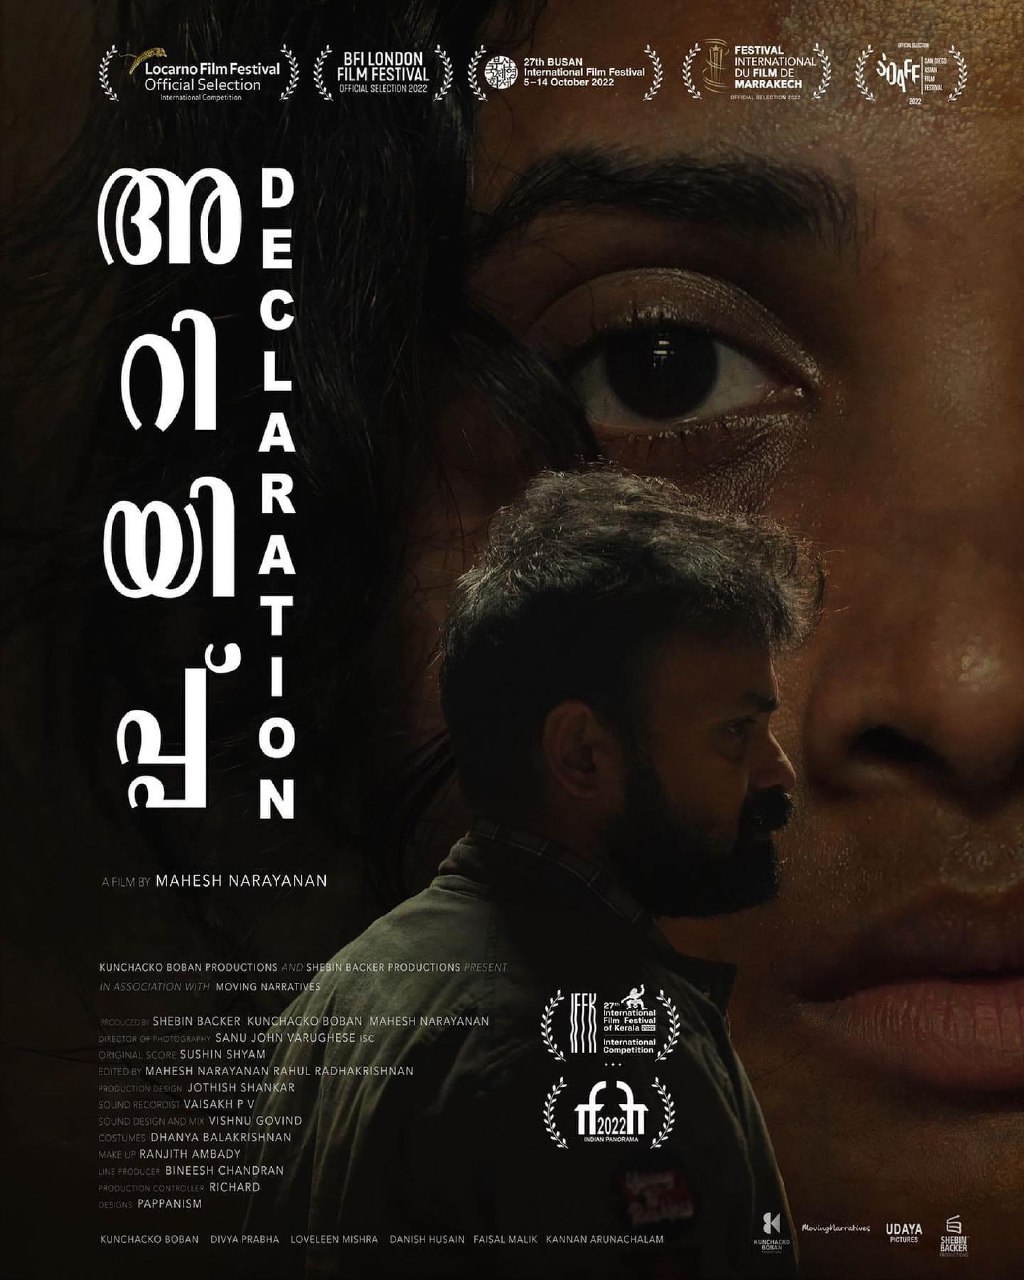 Locarno Film Festival
Official Selection
International Competition
BFI LONDON
FILM FESTIVAL
OFFICIAL SELECTION 2022
27th BUSAN
International Film Festival
5–14 October 2022
FESTIVAL
INTERNATIONAL
DU FILM DE
MARRAKECH
OFFICIAL SELECTION 2022
OFFICIAL SELECTION
SDAFF
SAN DIEGO
ASIAN
FILM
FESTIVAL
2022
അറിയിപ്പ്
DECLARATION
A FILM BY MAHESH NARAYANAN
KUNCHACKO BOBAN PRODUCTIONS AND SHEBIN BACKER PRODUCTIONS PRESENT
IN ASSOCIATION WITH MOVING NARRATIVES
PRODUCED BY SHEBIN BACKER KUNCHACKO BOBAN MAHESH NARAYANAN
DIRECTOR OF PHOTOGRAPHY SANU JOHN VARUGHESE ISC
ORIGINAL SCORE SUSHIN SHYAM
EDITED BY MAHESH NARAYANAN RAHUL RADHAKRISHNAN
PRODUCTION DESIGN JOTHISH SHANKAR
SOUND RECORDIST VAISAKH P V
SOUND DESIGN AND MIX VISHNU GOVIND
COSTUMES DHANYA BALAKRISHNAN
MAKE UP RANJITH AMBADY
LINE PRODUCER BINEESH CHANDRAN
PRODUCTION CONTROLLER RICHARD
DESIGNS PAPPANISM
KUNCHACKO BOBAN DIVYA PRABHA LOVELEEN MISHRA DANISH HUSAIN FAISAL MALIK KANNAN ARUNACHALAM
IFFK
27th
International
Film Festival
of Kerala 2022
International
Competition
2022
INDIAN PANORAMA
KUNCHACKO
BOBAN
PRODUCTIONS
MovingNarratives
UDAYA
PICTURES
SHEBIN
BACKER
PRODUCTIONS